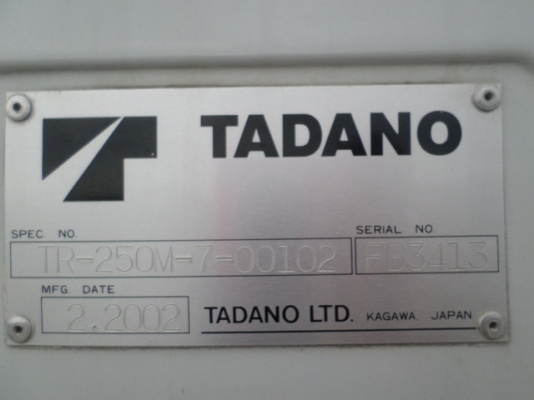 TADANO
SPEC. NO.
SERIAL NO.
TR-250M-7-00102
FB3413
MFG. DATE
2.2002
TADANO LTD. KAGAWA, JAPAN